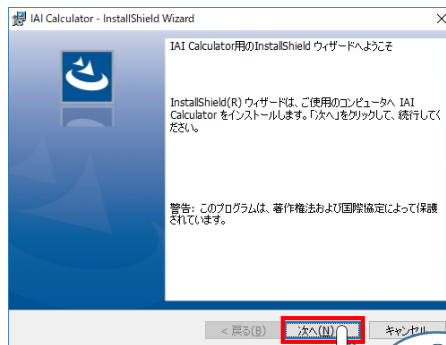 IAI Calculator - InstallShield Wizard
IAI Calculator用のInstallShield ウィザードへようこそ
InstallShield(R) ウィザードは、ご使用のコンピュータへ IAI
Calculator をインストールします。「次へ」をクリックして、続行してく
ださい。
警告: このプログラムは、著作権法および国際協定によって保護
されています。
< 戻る(B)
次へ(N)
キャンセル